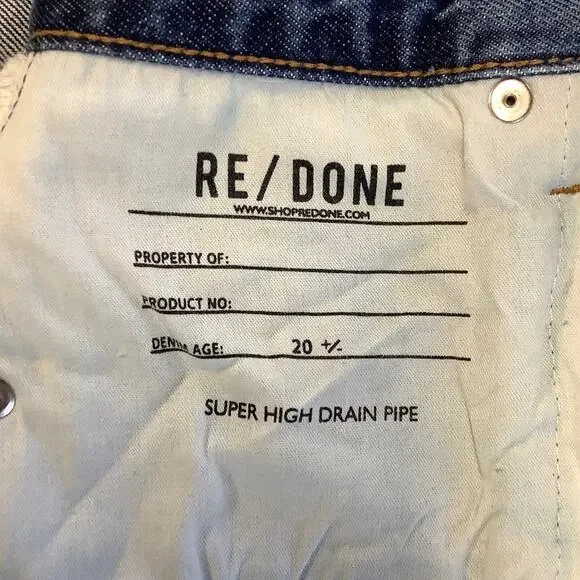 RE/DONE
WWW.SHOPREDONE.COM
PROPERTY OF:
PRODUCT NO:
DENIM AGE: 20 +/-
SUPER HIGH DRAIN PIPE